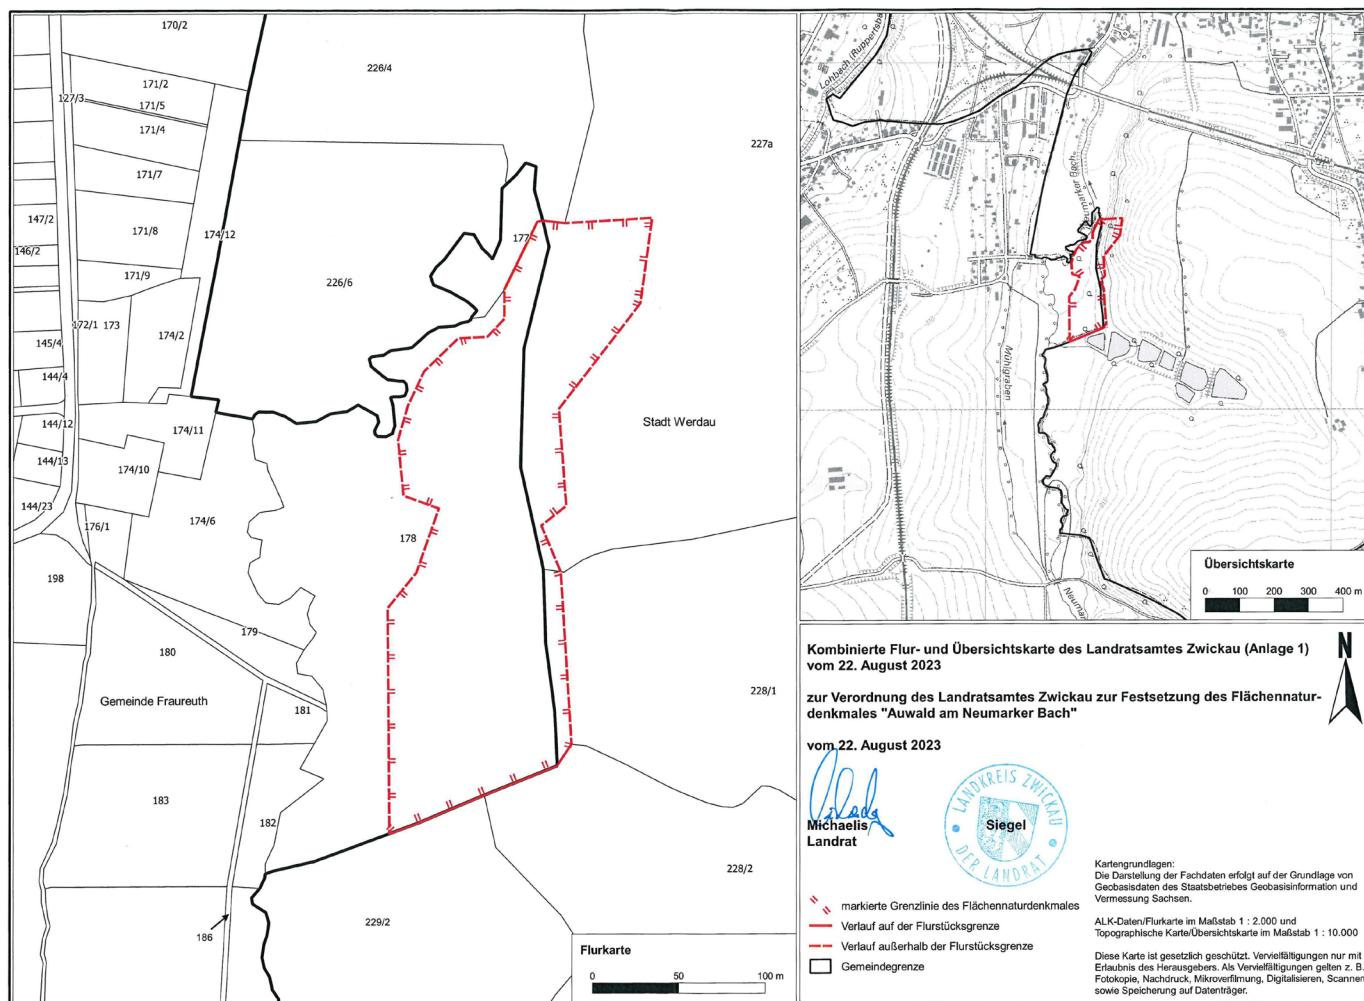 170/2
226/4
171/2
127/3
171/5
171/4
227a
171/7
147/2
171/8
174/12
177
146/2
171/9
226/6
172/1
173
174/2
145/4
144/4
144/12
174/11
Stadt Werdau
144/13
174/10
144/23
174/6
176/1
178
198
179
180
228/1
Gemeinde Fraureuth
181
183
182
228/2
229/2
186
Flurkarte
0 50 100 m
Lohbach
Neumarker Bach
Mühlgraben
Übersichtskarte
0 100 200 300 400 m
Kombinierte Flur- und Übersichtskarte des Landratsamtes Zwickau (Anlage 1)
vom 22. August 2023
N
zur Verordnung des Landratsamtes Zwickau zur Festsetzung des Flächennatur-
denkmales "Auwald am Neumarker Bach"
vom 22. August 2023
Michaelis
Landrat
LANDKREIS ZWICKAU
Siegel
DER LANDRAT
markierte Grenzlinie des Flächennaturdenkmales
Verlauf auf der Flurstücksgrenze
Verlauf außerhalb der Flurstücksgrenze
Gemeindegrenze
Kartengrundlagen:
Die Darstellung der Fachdaten erfolgt auf der Grundlage von
Geobasisdaten des Staatsbetriebes Geobasisinformation und
Vermessung Sachsen.
ALK-Daten/Flurkarte im Maßstab 1 : 2.000 und
Topographische Karte/Übersichtskarte im Maßstab 1 : 10.000
Diese Karte ist gesetzlich geschützt. Vervielfältigungen nur mit
Erlaubnis des Herausgebers. Als Vervielfältigungen gelten z. B.
Fotokopie, Nachdruck, Mikroverfilmung, Digitalisieren, Scannen
sowie Speicherung auf Datenträger.